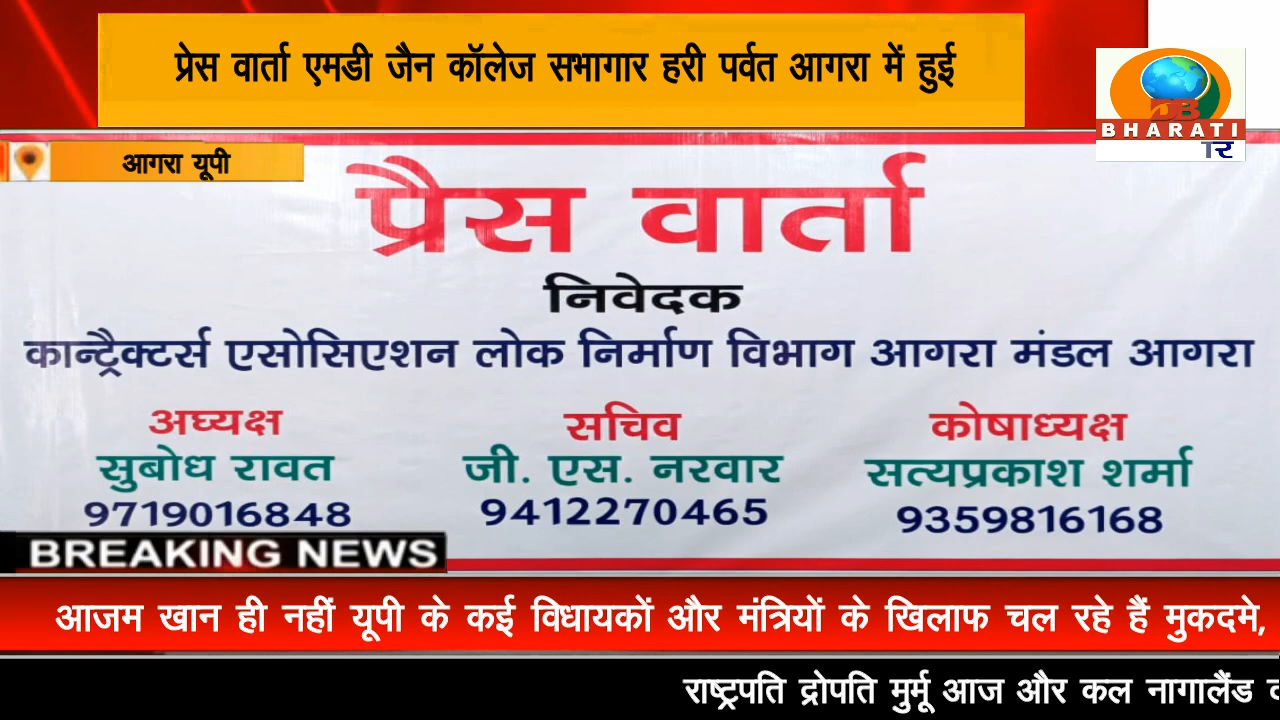 प्रेस वार्ता एमडी जैन कॉलेज सभागार हरी पर्वत आगरा में हुई
BHARATI
आगरा यूपी
प्रैस वार्ता
निवेदक
कान्ट्रैक्टर्स एसोसिएशन लोक निर्माण विभाग आगरा मंडल आगरा
अध्यक्ष
सुबोध रावत
9719016848
सचिव
जी. एस. नरवार
9412270465
कोषाध्यक्ष
सत्यप्रकाश शर्मा
9359816168
BREAKING NEWS
आजम खान ही नहीं यूपी के कई विधायकों और मंत्रियों के खिलाफ चल रहे हैं मुकदमे,
राष्ट्रपति द्रोपति मुर्मू आज और कल नागालैंड